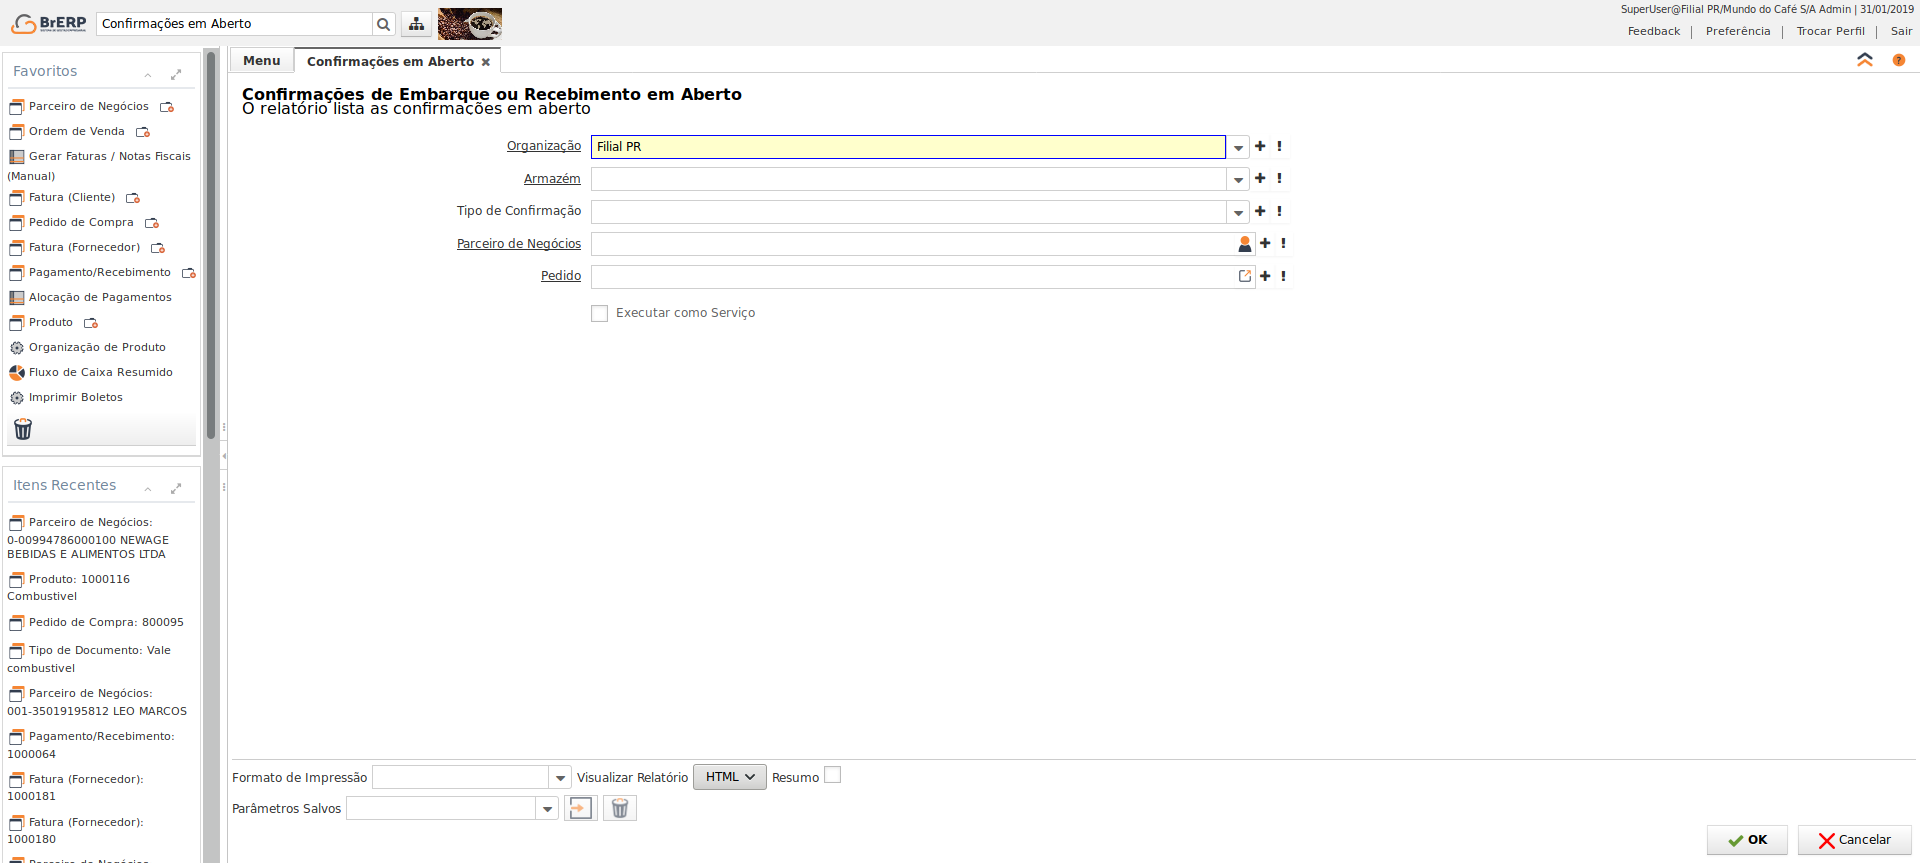 BrERP
Confirmações em Aberto
SuperUser@Filial PR/Mundo do Café S/A Admin | 31/01/2019
Feedback | Preferência | Trocar Perfil | Sair
Favoritos
Parceiro de Negócios
Ordem de Venda
Gerar Faturas / Notas Fiscais
(Manual)
Fatura (Cliente)
Pedido de Compra
Fatura (Fornecedor)
Pagamento/Recebimento
Alocação de Pagamentos
Produto
Organização de Produto
Fluxo de Caixa Resumido
Imprimir Boletos
Itens Recentes
Parceiro de Negócios:
0-00994786000100 NEWAGE
BEBIDAS E ALIMENTOS LTDA
Produto: 1000116
Combustivel
Pedido de Compra: 800095
Tipo de Documento: Vale
combustivel
Parceiro de Negócios:
001-35019195812 LEO MARCOS
Pagamento/Recebimento:
1000064
Fatura (Fornecedor):
1000181
Fatura (Fornecedor):
1000180
Parceiro de Negócios
Menu
Confirmações em Aberto
Confirmações de Embarque ou Recebimento em Aberto
O relatório lista as confirmações em aberto
Organização Filial PR
Armazém
Tipo de Confirmação
Parceiro de Negócios
Pedido
Executar como Serviço
Formato de Impressão Visualizar Relatório HTML Resumo
Parâmetros Salvos
OK Cancelar